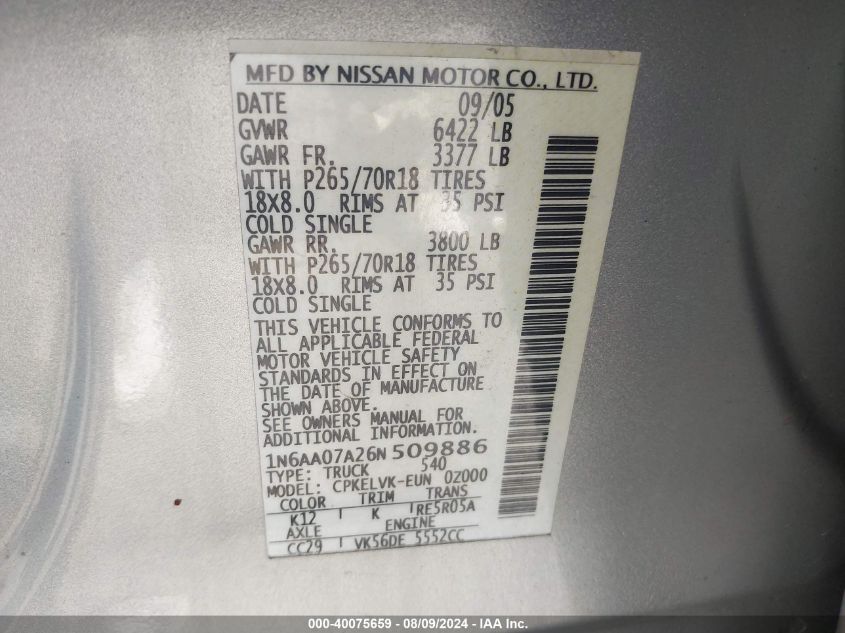 MFD BY NISSAN MOTOR CO., LTD.
DATE 09/05
GVWR 6422 LB
GAWR FR. 3377 LB
WITH P265/70R18 TIRES
18X8.0 RIMS AT 35 PSI
COLD SINGLE
GAWR RR. 3800 LB
WITH P265/70R18 TIRES
18X8.0 RIMS AT 35 PSI
COLD SINGLE
THIS VEHICLE CONFORMS TO
ALL APPLICABLE FEDERAL
MOTOR VEHICLE SAFETY
STANDARDS IN EFFECT ON
THE DATE OF MANUFACTURE
SHOWN ABOVE.
SEE OWNERS MANUAL FOR
ADDITIONAL INFORMATION.
1N6AA07A26N 509886
TYPE: TRUCK 540
MODEL: CPKELVK-EUN 0Z000
COLOR TRIM TRANS
K12 K RE5R05A
AXLE ENGINE
CC29 VK56DE 5552CC
000-40075659 - 08/09/2024 - IAA Inc.